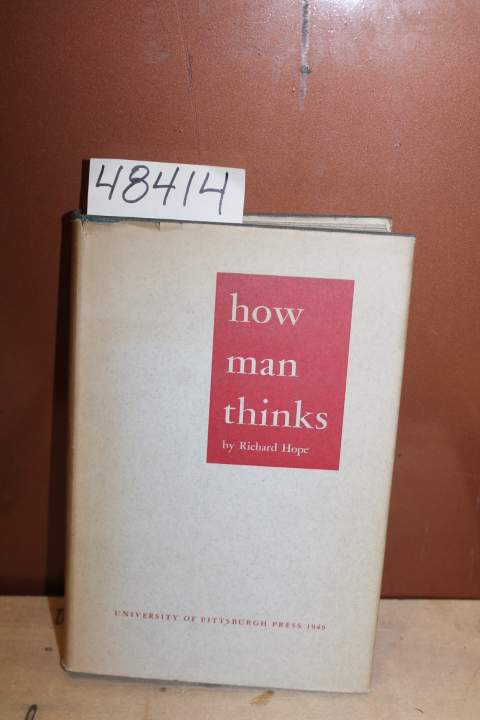 48414
how
man
thinks
by Richard Hope
UNIVERSITY OF PITTSBURGH PRESS 1949